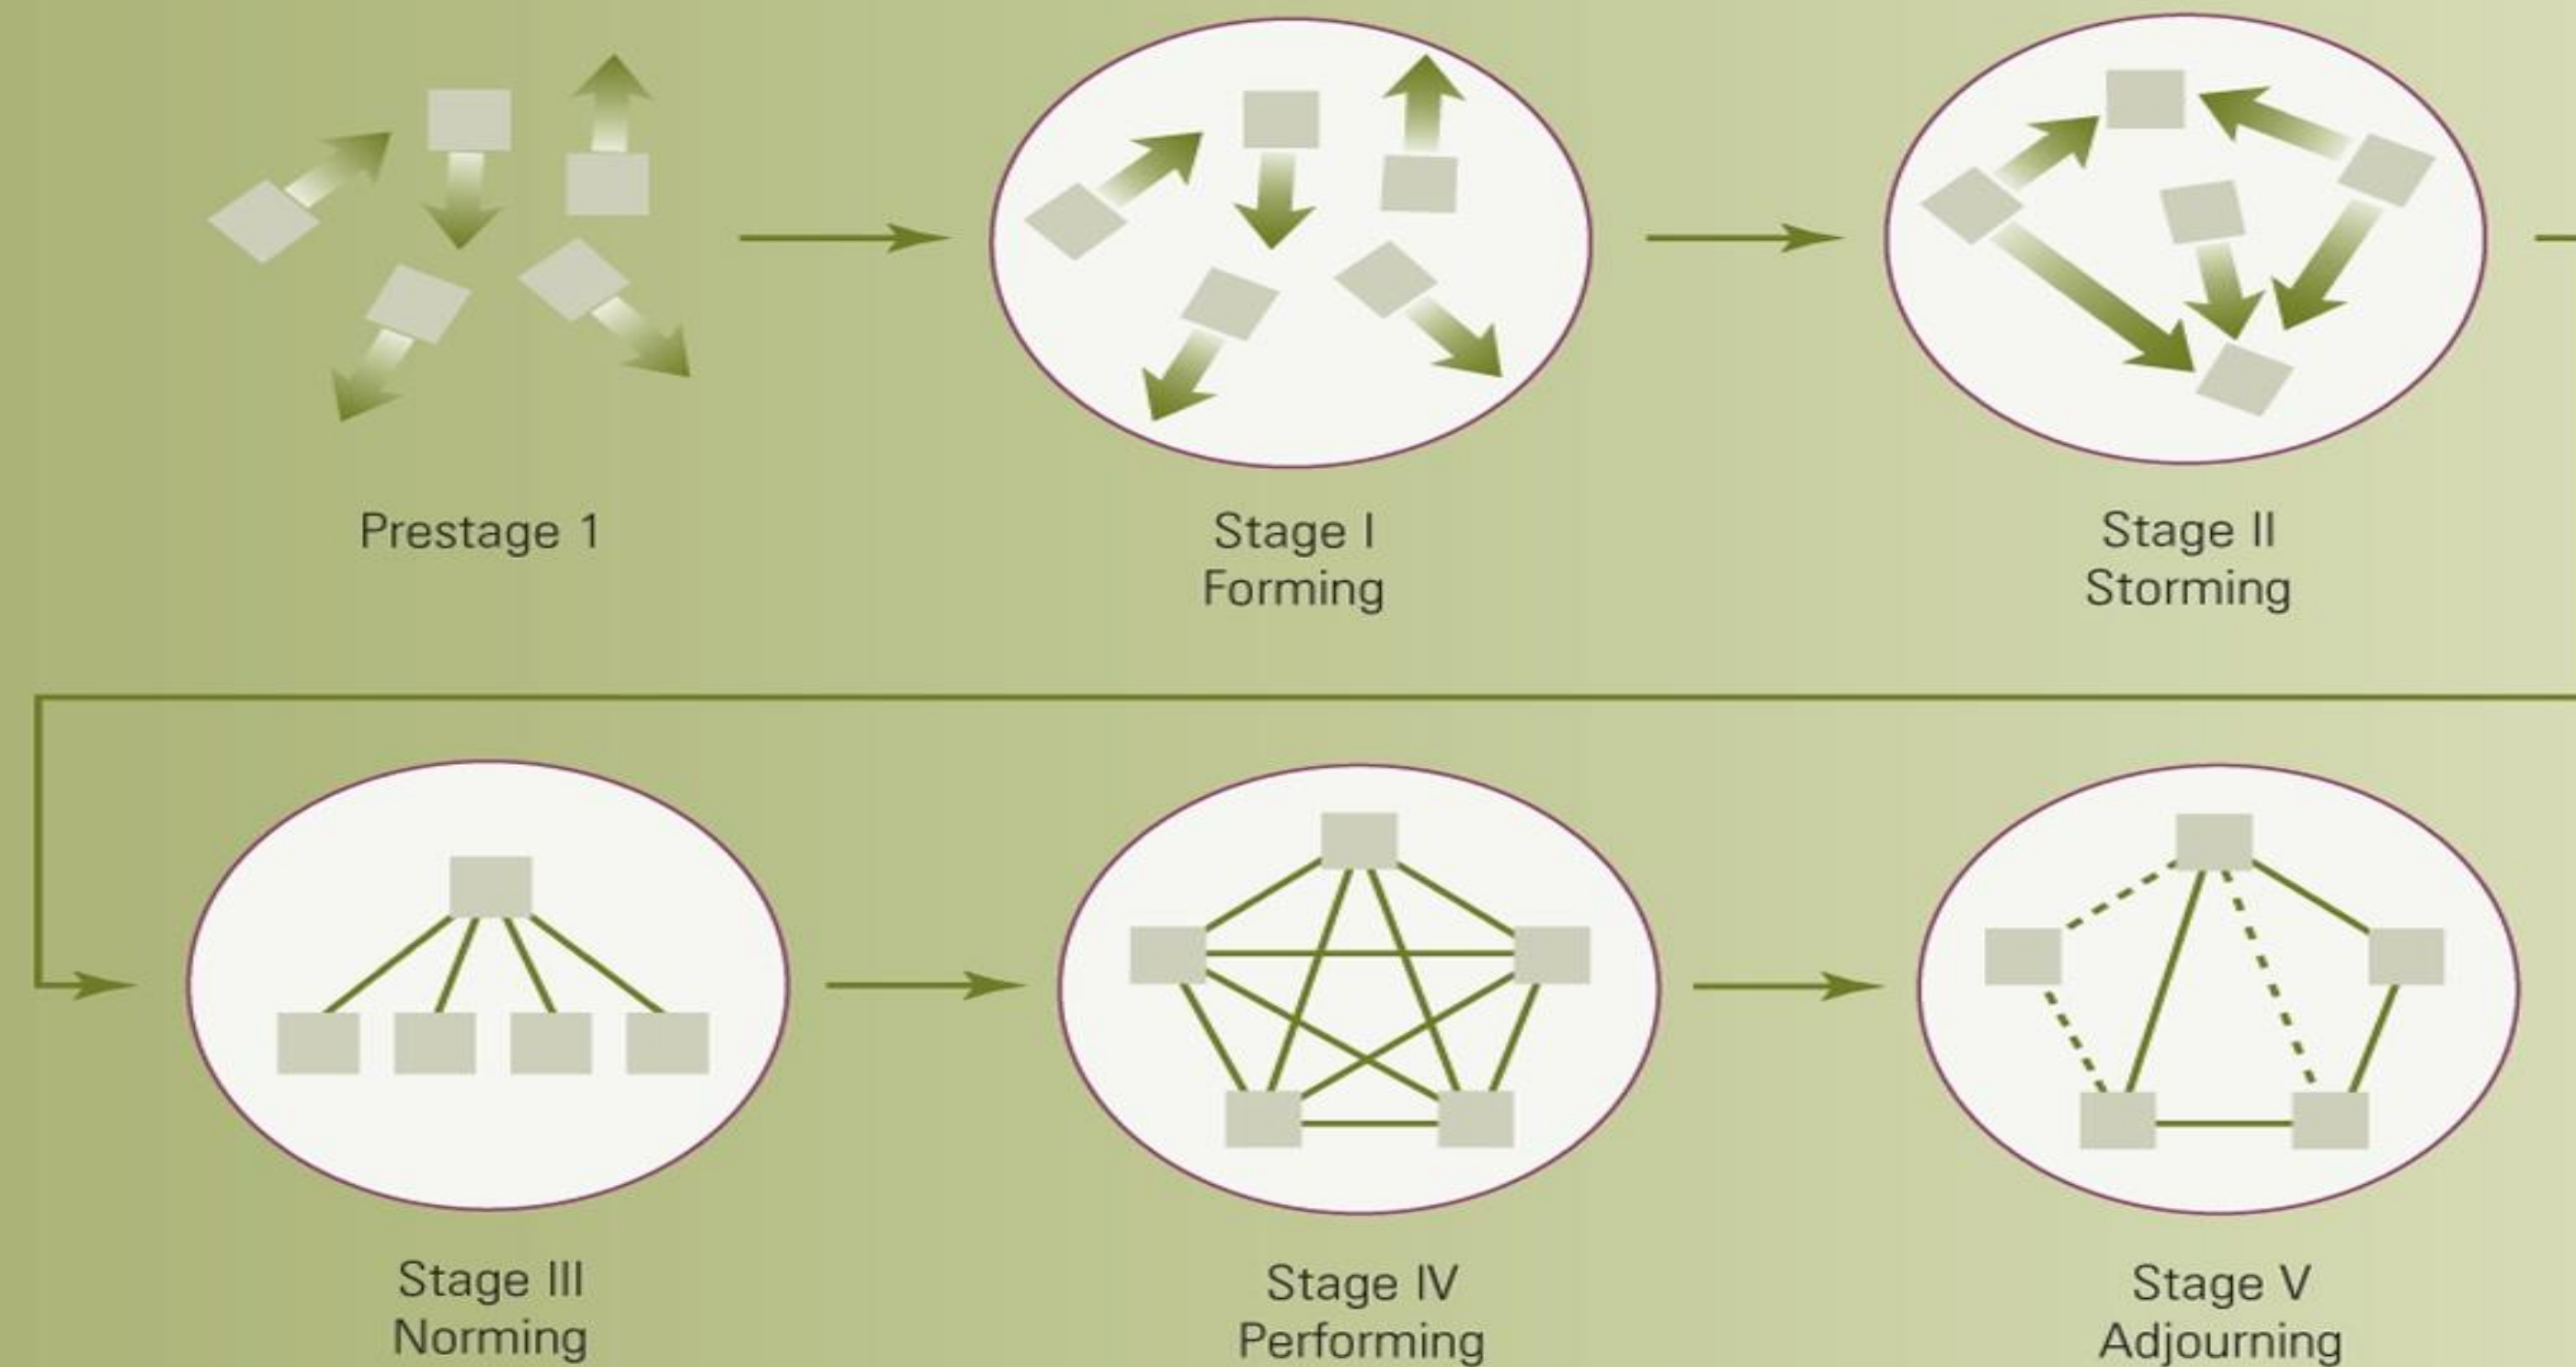 Prestage 1
Stage I
Forming
Stage II
Storming
Stage III
Norming
Stage IV
Performing
Stage V
Adjourning